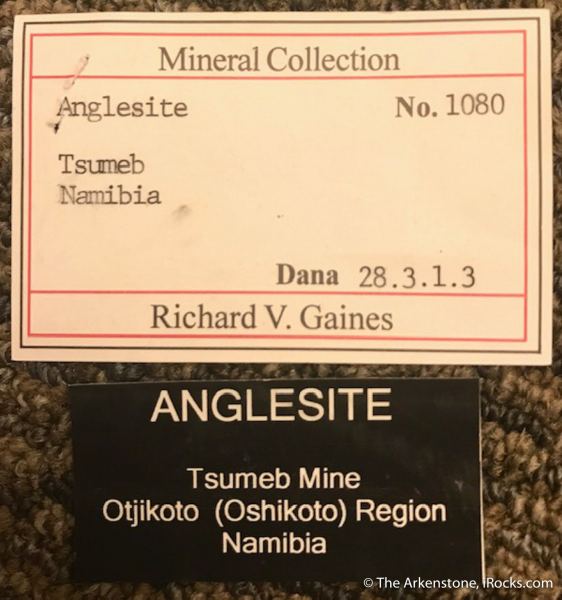 Mineral Collection
Anglesite No. 1080
Tsumeb
Namibia
Dana 28.3.1.3
Richard V. Gaines
ANGLESITE
Tsumeb Mine
Otjikoto (Oshikoto) Region
Namibia
© The Arkenstone, iRocks.com